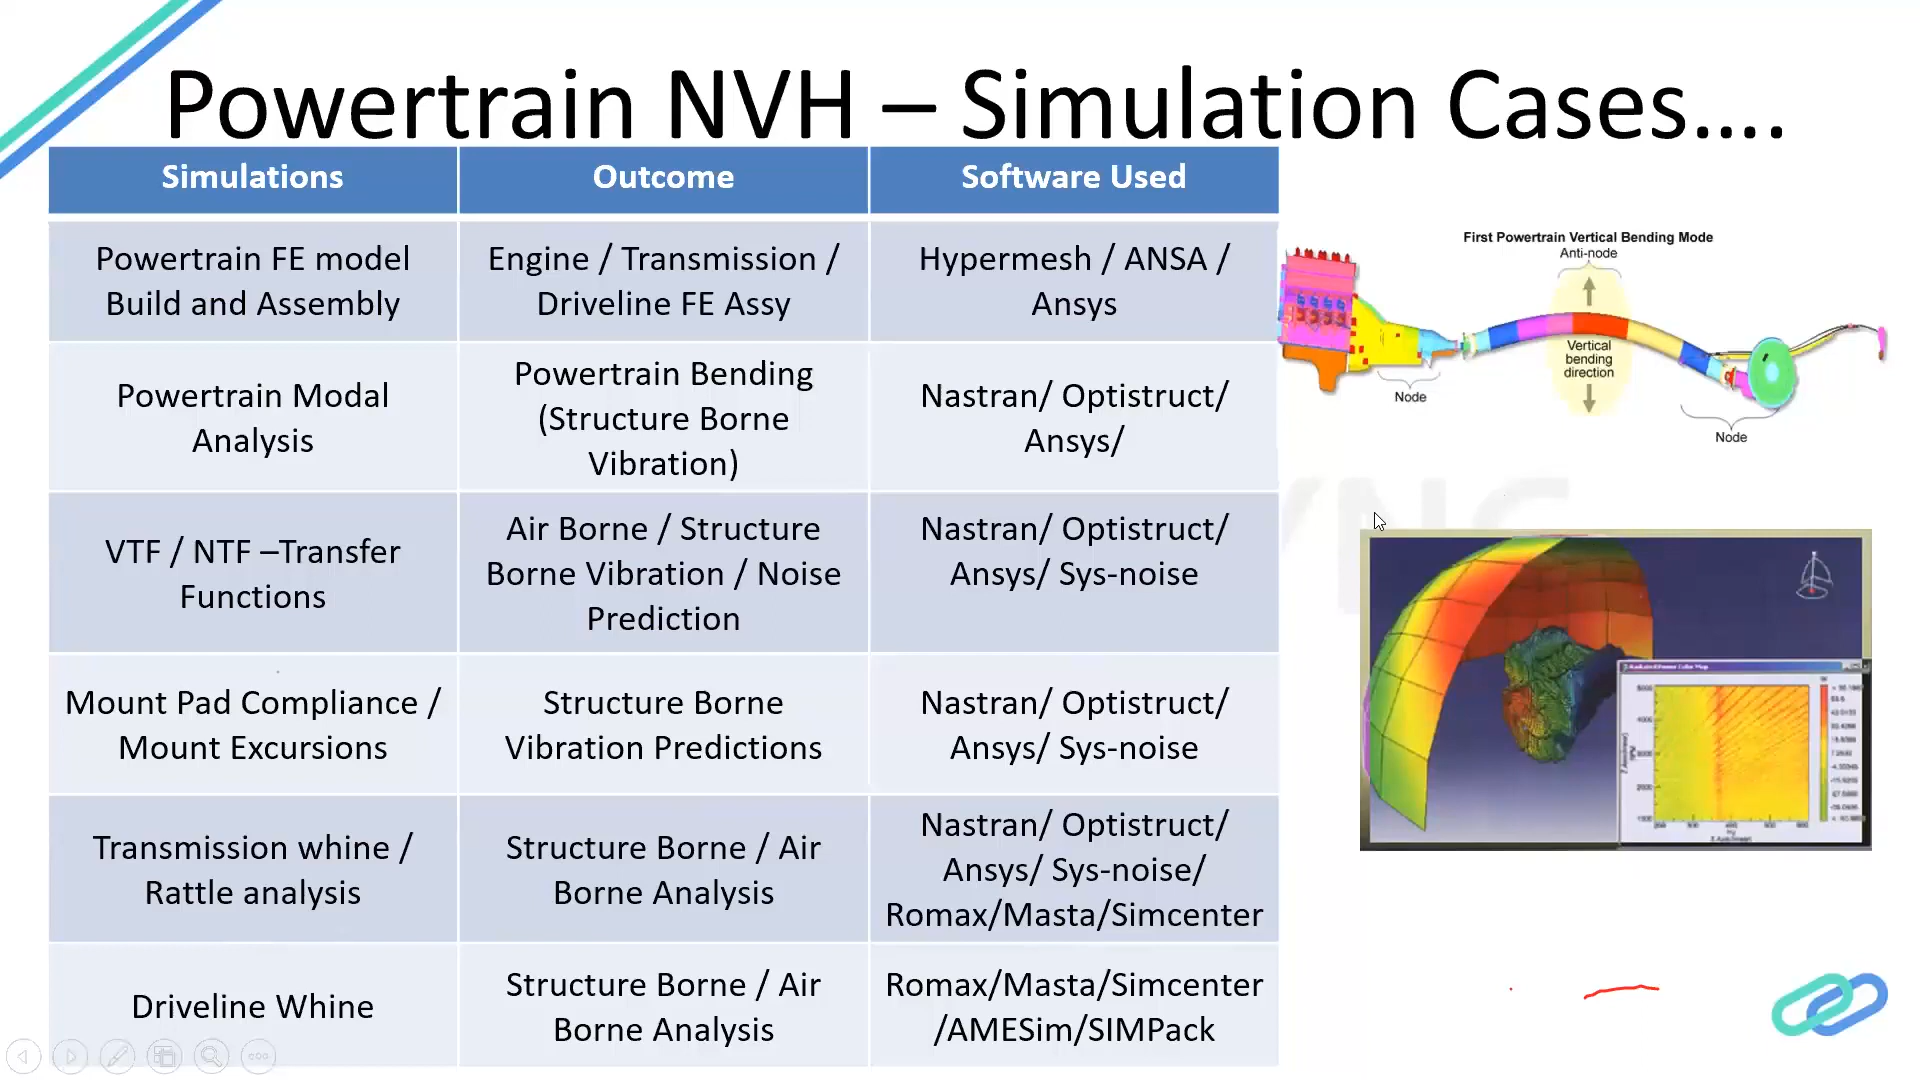 Powertrain NVH – Simulation Cases....
Simulations
Outcome
Software Used
Powertrain FE model
Build and Assembly
Engine / Transmission /
Driveline FE Assy
Hypermesh / ANSA /
Ansys
Powertrain Modal
Analysis
Powertrain Bending
(Structure Borne
Vibration)
Nastran/ Optistruct/
Ansys/
VTF / NTF –Transfer
Functions
Air Borne / Structure
Borne Vibration / Noise
Prediction
Nastran/ Optistruct/
Ansys/ Sys-noise
Mount Pad Compliance /
Mount Excursions
Structure Borne
Vibration Predictions
Nastran/ Optistruct/
Ansys/ Sys-noise
Transmission whine /
Rattle analysis
Structure Borne / Air
Borne Analysis
Nastran/ Optistruct/
Ansys/ Sys-noise/
Romax/Masta/Simcenter
Driveline Whine
Structure Borne / Air
Borne Analysis
Romax/Masta/Simcenter
/AMESim/SIMPack
First Powertrain Vertical Bending Mode
Anti-node
Vertical
bending
direction
Node
Node